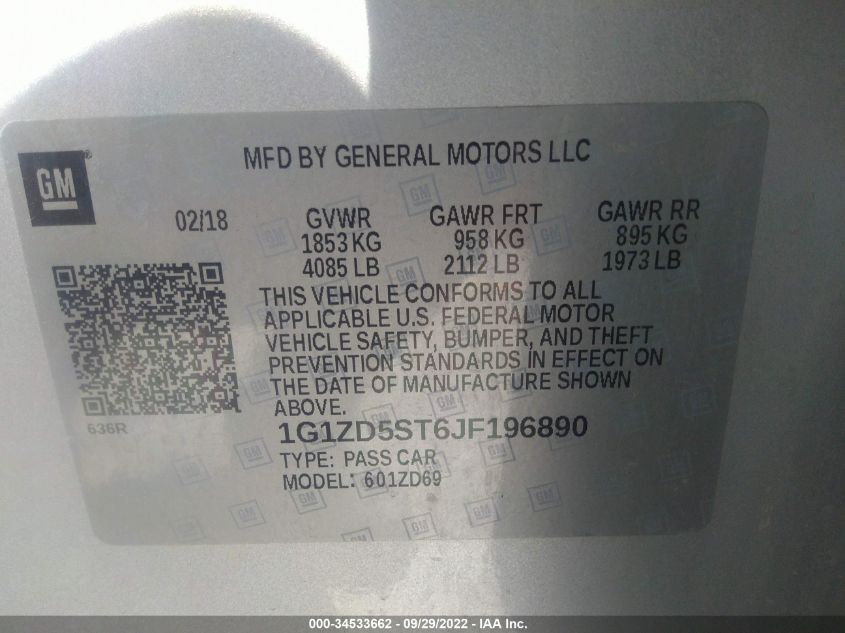 MFD BY GENERAL MOTORS LLC
GM®
02/18 GVWR GAWR FRT GAWR RR
1853 KG 958 KG 895 KG
4085 LB 2112 LB 1973 LB
THIS VEHICLE CONFORMS TO ALL
APPLICABLE U.S. FEDERAL MOTOR
VEHICLE SAFETY, BUMPER, AND THEFT
PREVENTION STANDARDS IN EFFECT ON
THE DATE OF MANUFACTURE SHOWN
ABOVE.
636R
1G1ZD5ST6JF196890
TYPE: PASS CAR
MODEL: 601ZD69
000-34533662 - 09/29/2022 - IAA Inc.